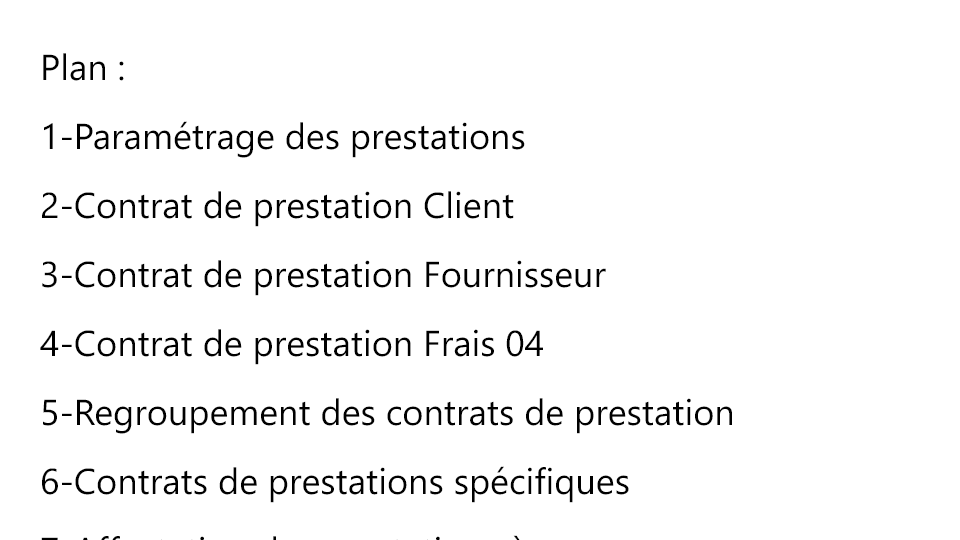 Plan :
1-Paramétrage des prestations
2-Contrat de prestation Client
3-Contrat de prestation Fournisseur
4-Contrat de prestation Frais 04
5-Regroupement des contrats de prestation
6-Contrats de prestations spécifiques